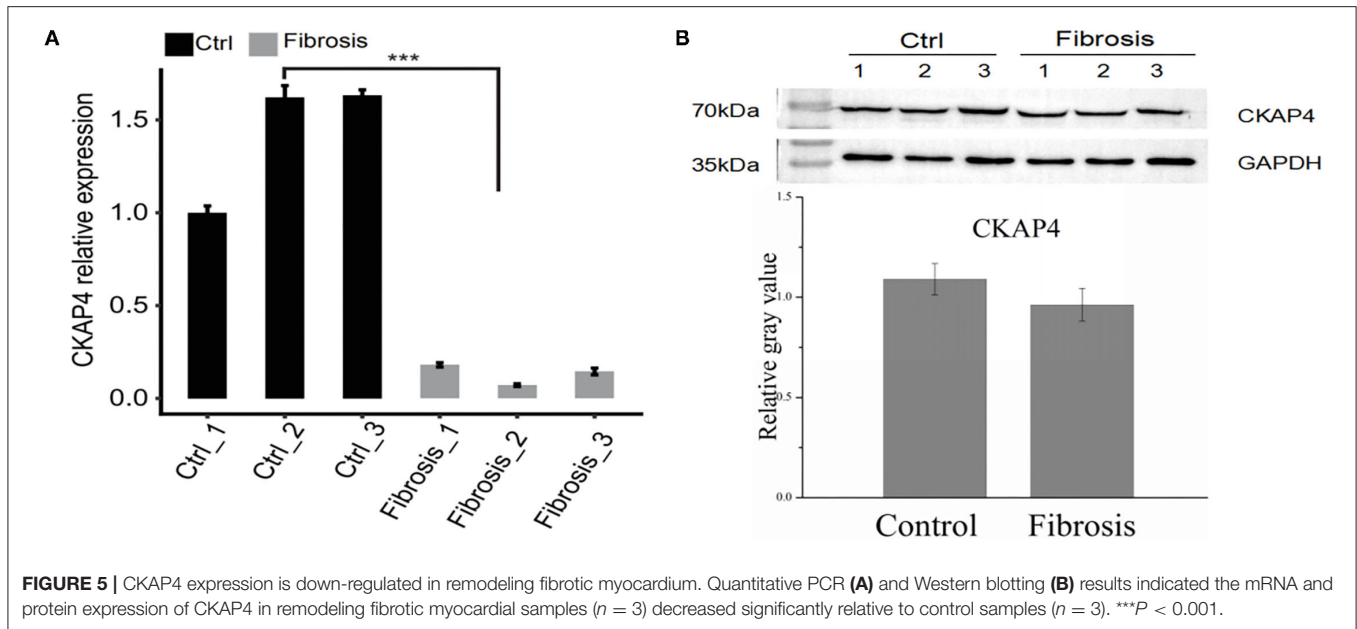 A
Ctrl Fibrosis
***
CKAP4 relative expression
1.5
1.0
0.5
0.0
Ctrl_1
Ctrl_2
Ctrl_3
Fibrosis_1
Fibrosis_2
Fibrosis_3
B
Ctrl Fibrosis
1 2 3 1 2 3
70kDa CKAP4
35kDa GAPDH
CKAP4
Relative gray value
1.5
1.0
0.5
0.0
Control Fibrosis
FIGURE 5 | CKAP4 expression is down-regulated in remodeling fibrotic myocardium. Quantitative PCR (A) and Western blotting (B) results indicated the mRNA and
protein expression of CKAP4 in remodeling fibrotic myocardial samples (n = 3) decreased significantly relative to control samples (n = 3). ***P < 0.001.